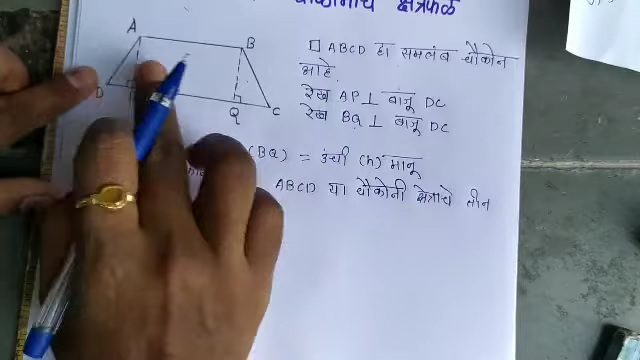 क्षेत्रफळ
A
B
D
Q
C
□ ABCD हा समलंब चौकोन
आहे.
रेख AP ⊥ बाजू DC
रेख BQ ⊥ बाजू DC
(BQ) = उंची (h) मानू
ABCD या चौकोनी क्षेत्राचे तीन